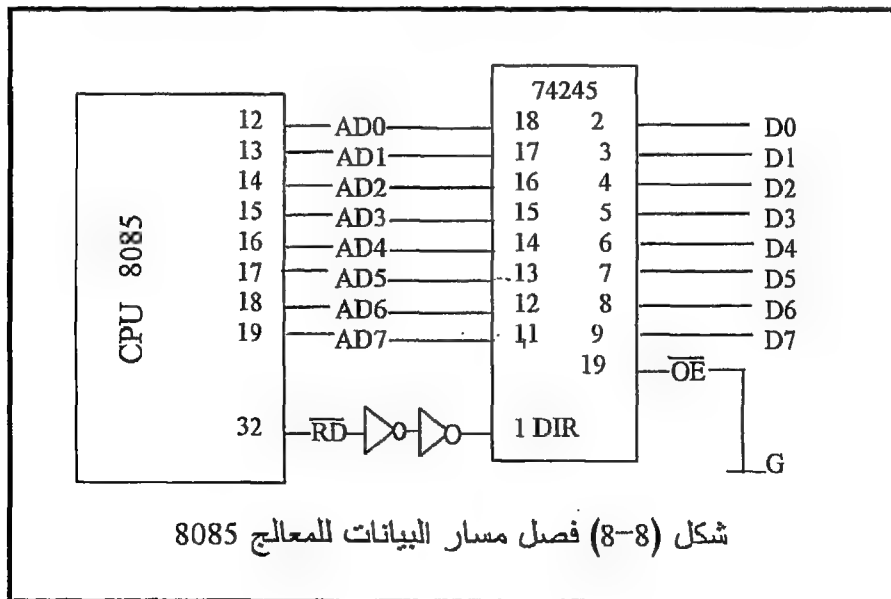 74245
12 AD0 18 2 D0
13 AD1 17 3 D1
14 AD2 16 4 D2
15 AD3 15 5 D3
16 AD4 14 6 D4
17 AD5 13 7 D5
18 AD6 12 8 D6
19 AD7 11 9 D7
CPU 8085
19 O̅E̅
32 R̅D̅ 1 DIR
G
شكل (8-8) فصل مسار البيانات للمعالج 8085